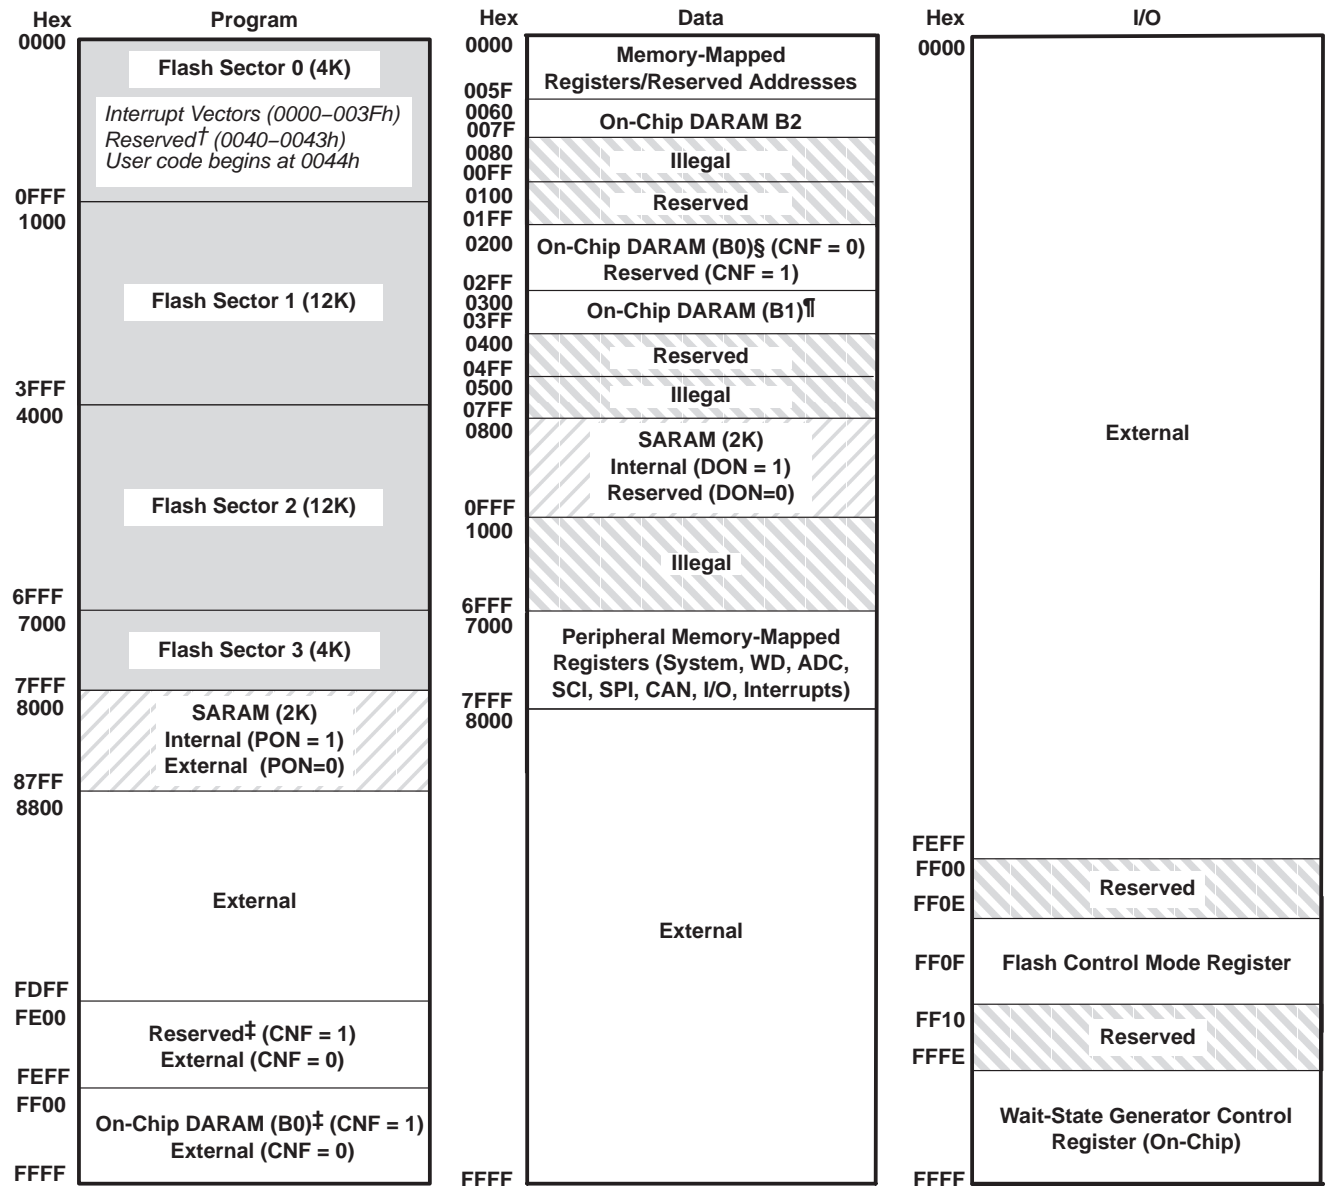 Hex
Program
0000
Flash Sector 0 (4K)
Interrupt Vectors (0000–003Fh)
Reserved† (0040–0043h)
User code begins at 0044h
0FFF
1000
Flash Sector 1 (12K)
3FFF
4000
Flash Sector 2 (12K)
6FFF
7000
Flash Sector 3 (4K)
7FFF
8000
SARAM (2K)
Internal (PON = 1)
External (PON=0)
87FF
8800
External
FDFF
FE00
Reserved‡ (CNF = 1)
External (CNF = 0)
FEFF
FF00
On-Chip DARAM (B0)‡ (CNF = 1)
External (CNF = 0)
FFFF
Hex
Data
0000
Memory-Mapped
Registers/Reserved Addresses
005F
0060
On-Chip DARAM B2
007F
0080
Illegal
00FF
0100
Reserved
01FF
0200
On-Chip DARAM (B0)§ (CNF = 0)
Reserved (CNF = 1)
02FF
0300
On-Chip DARAM (B1)¶
03FF
0400
Reserved
04FF
0500
Illegal
07FF
0800
SARAM (2K)
Internal (DON = 1)
Reserved (DON=0)
0FFF
1000
Illegal
6FFF
7000
Peripheral Memory-Mapped
Registers (System, WD, ADC,
SCI, SPI, CAN, I/O, Interrupts)
7FFF
8000
External
FFFF
Hex
I/O
0000
External
FEFF
FF00
Reserved
FF0E
FF0F
Flash Control Mode Register
FF10
Reserved
FFFE
Wait-State Generator Control
Register (On-Chip)
FFFF